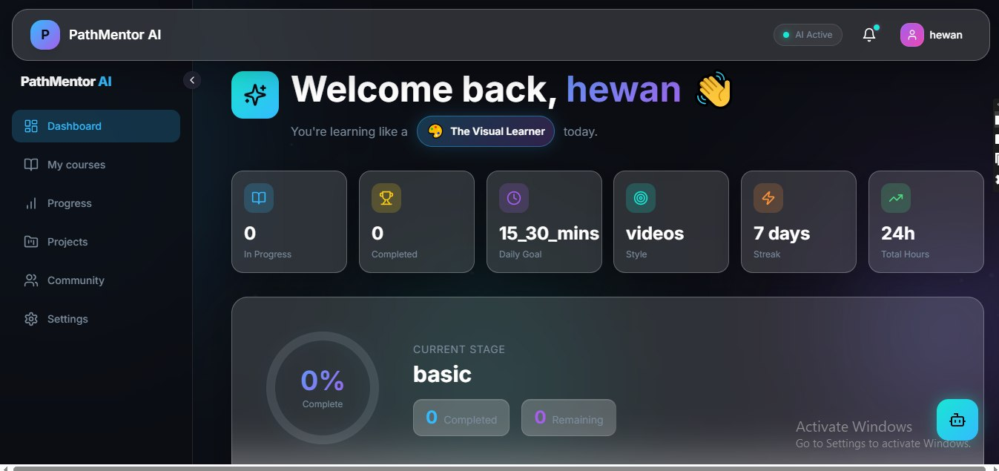 P PathMentor AI
AI Active
hewan
PathMentor AI
Dashboard
My courses
Progress
Projects
Community
Settings
Welcome back, hewan 👋
You're learning like a 🎨 The Visual Learner today.
0
In Progress
0
Completed
15_30_mins
Daily Goal
videos
Style
7 days
Streak
24h
Total Hours
0%
Complete
CURRENT STAGE
basic
0 Completed
0 Remaining
Activate Windows
Go to Settings to activate Windows.